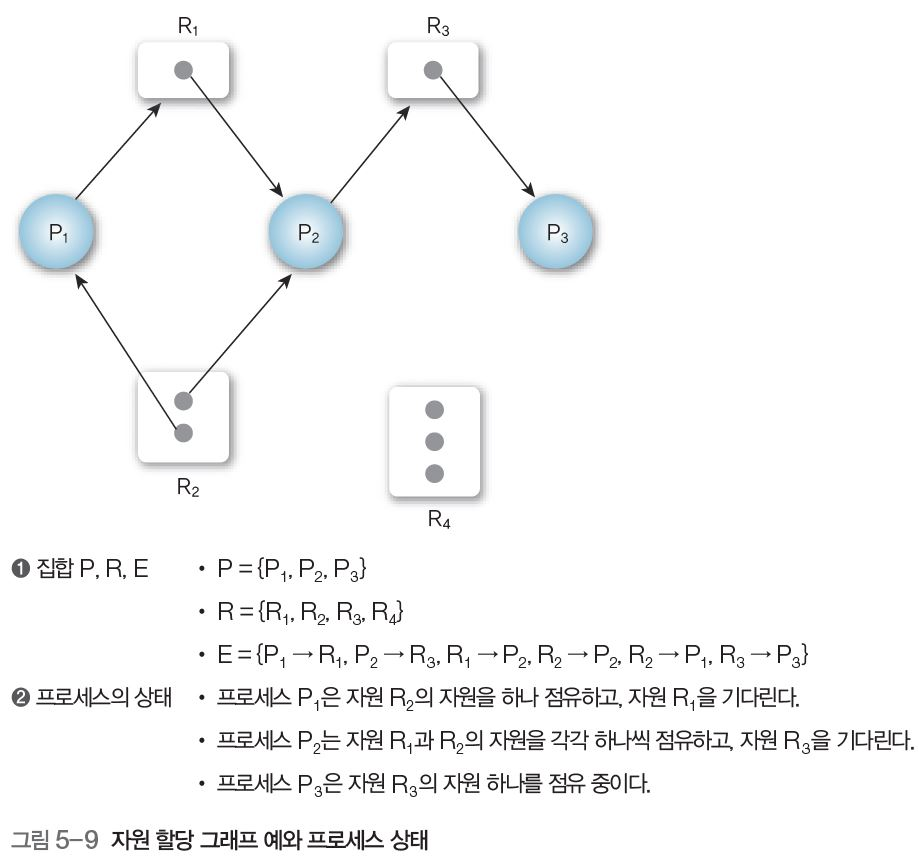 R₁
R₃
P₁
P₂
P₃
R₂
R₄
❶ 집합 P, R, E
• P = {P₁, P₂, P₃}
• R = {R₁, R₂, R₃, R₄}
• E = {P₁ → R₁, P₂ → R₃, R₁ → P₂, R₂ → P₂, R₂ → P₁, R₃ → P₃}
❷ 프로세스의 상태
• 프로세스 P₁은 자원 R₂의 자원을 하나 점유하고, 자원 R₁을 기다린다.
• 프로세스 P₂는 자원 R₁과 R₂의 자원을 각각 하나씩 점유하고, 자원 R₃을 기다린다.
• 프로세스 P₃은 자원 R₃의 자원 하나를 점유 중이다.
그림 5-9 자원 할당 그래프 예와 프로세스 상태